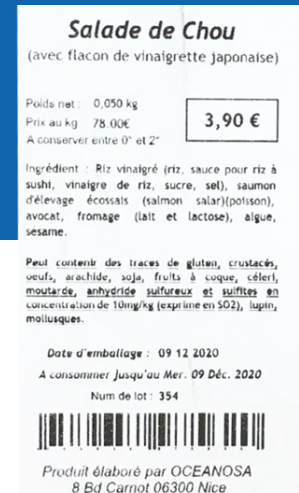 Salade de Chou
(avec flacon de vinaigrette japonaise)
Poids net : 0,050 kg
Prix au kg 78.00€
3,90 €
A conserver entre 0° et 2°
Ingrédient : Riz vinaigré (riz, sauce pour riz à
sushi, vinaigre de riz, sucre, sel), saumon
d'élevage écossais (salmon salar)(poisson),
avocat, fromage (lait et lactose), algue,
sesame.
Peut contenir des traces de gluten, crustacés,
oeufs, arachide, soja, fruits à coque, céleri,
moutarde, anhydride sulfureux et sulfites en
concentration de 10mg/kg (exprime en SO2), lupin,
mollusques.
Date d'emballage : 09 12 2020
A consommer Jusqu'au Mer. 09 Déc. 2020
Num de lot : 354
Produit élaboré par OCEANOSA
8 Bd Carnot 06300 Nice